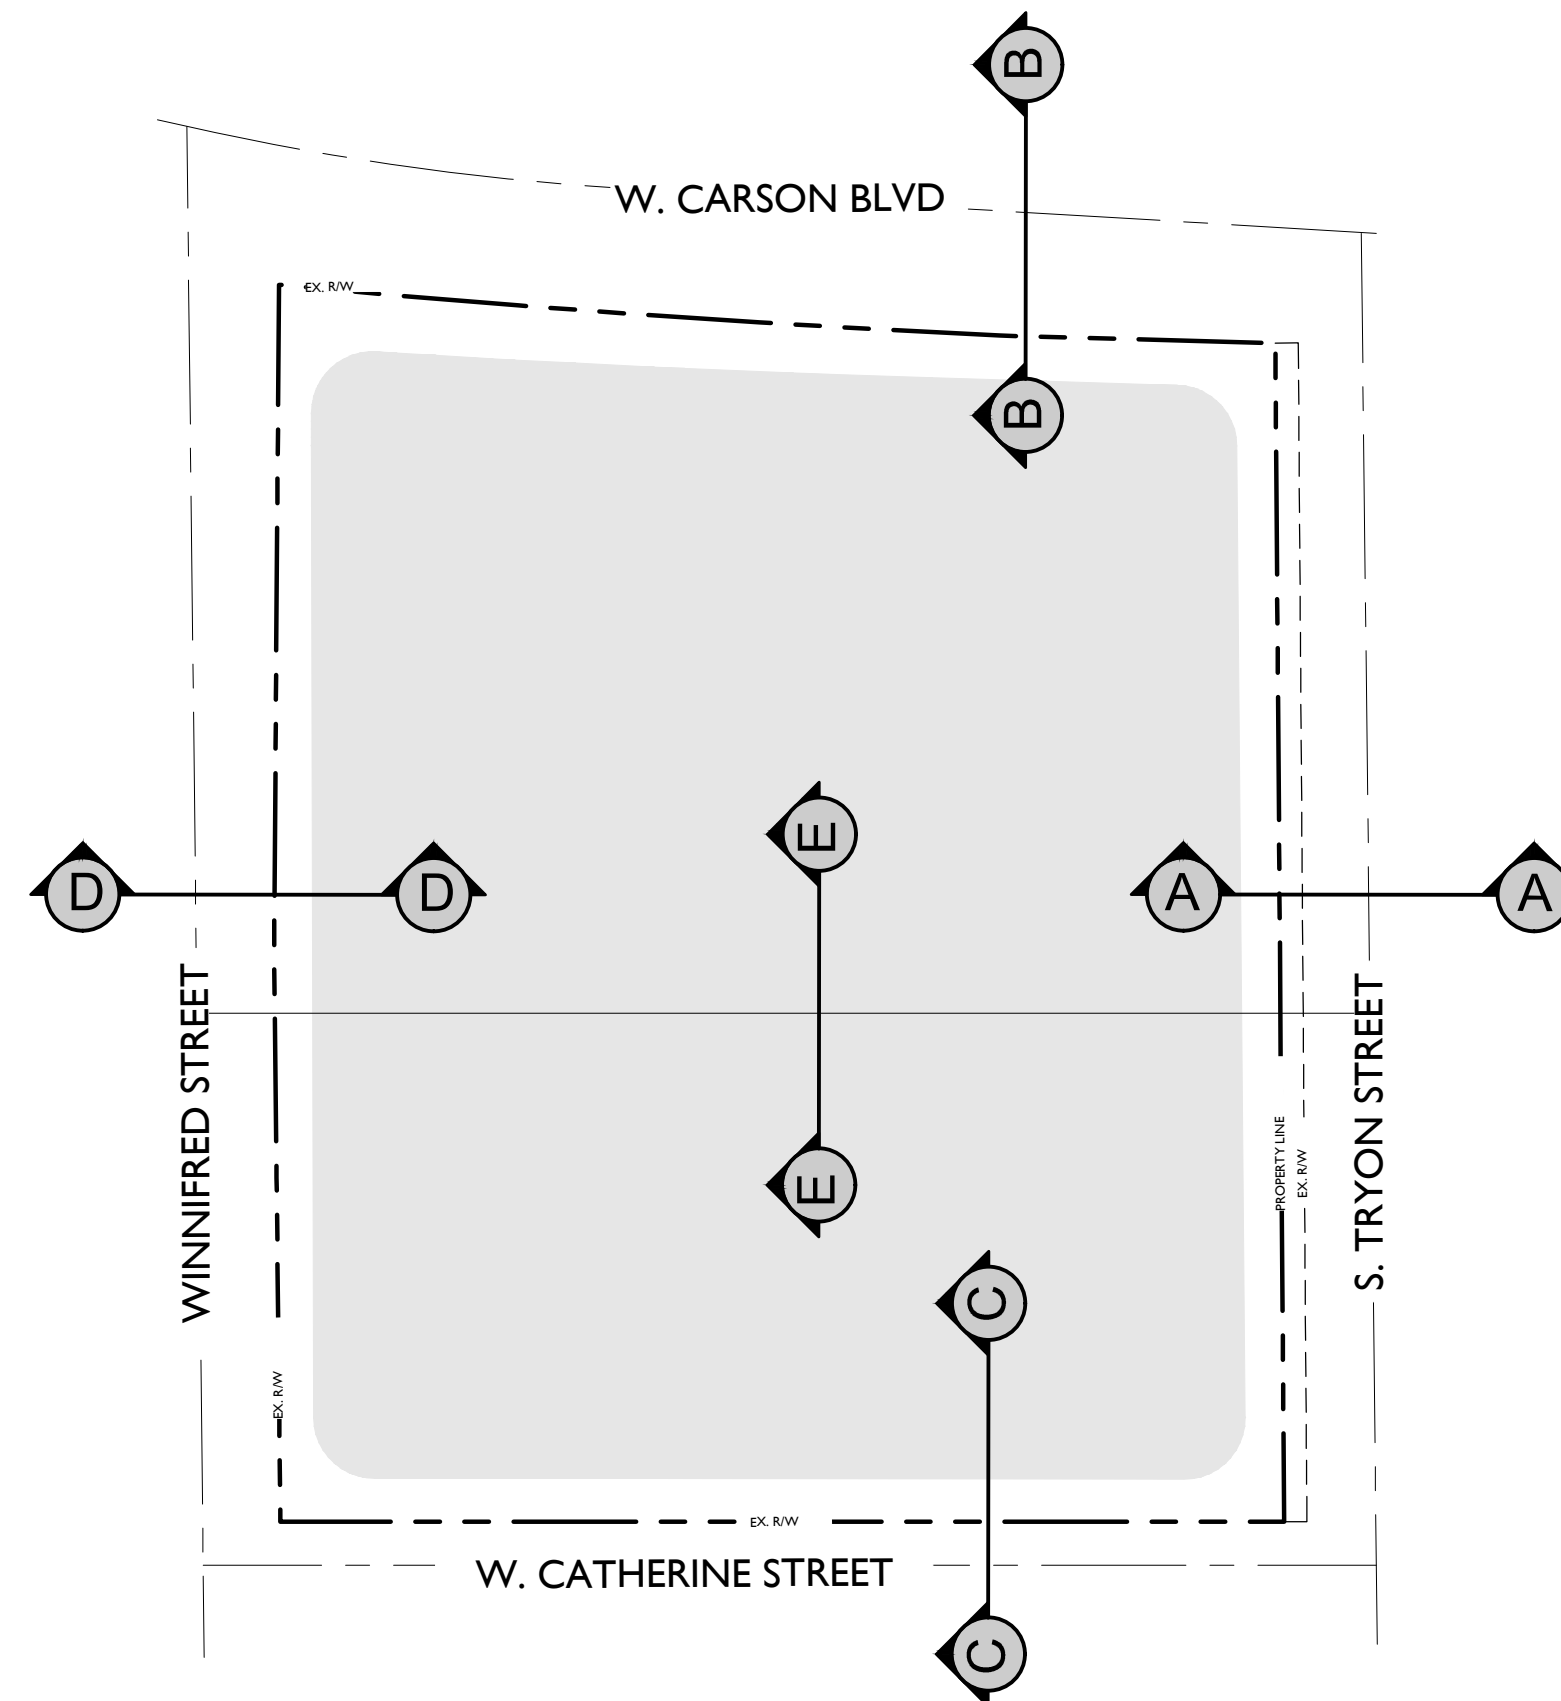 B
W. CARSON BLVD
EX. R/W
B
E
D
D
A
A
WINNIFRED STREET
S. TRYON STREET
PROPERTY LINE
EX. R/W
E
C
EX. R/W
EX. R/W
W. CATHERINE STREET
C